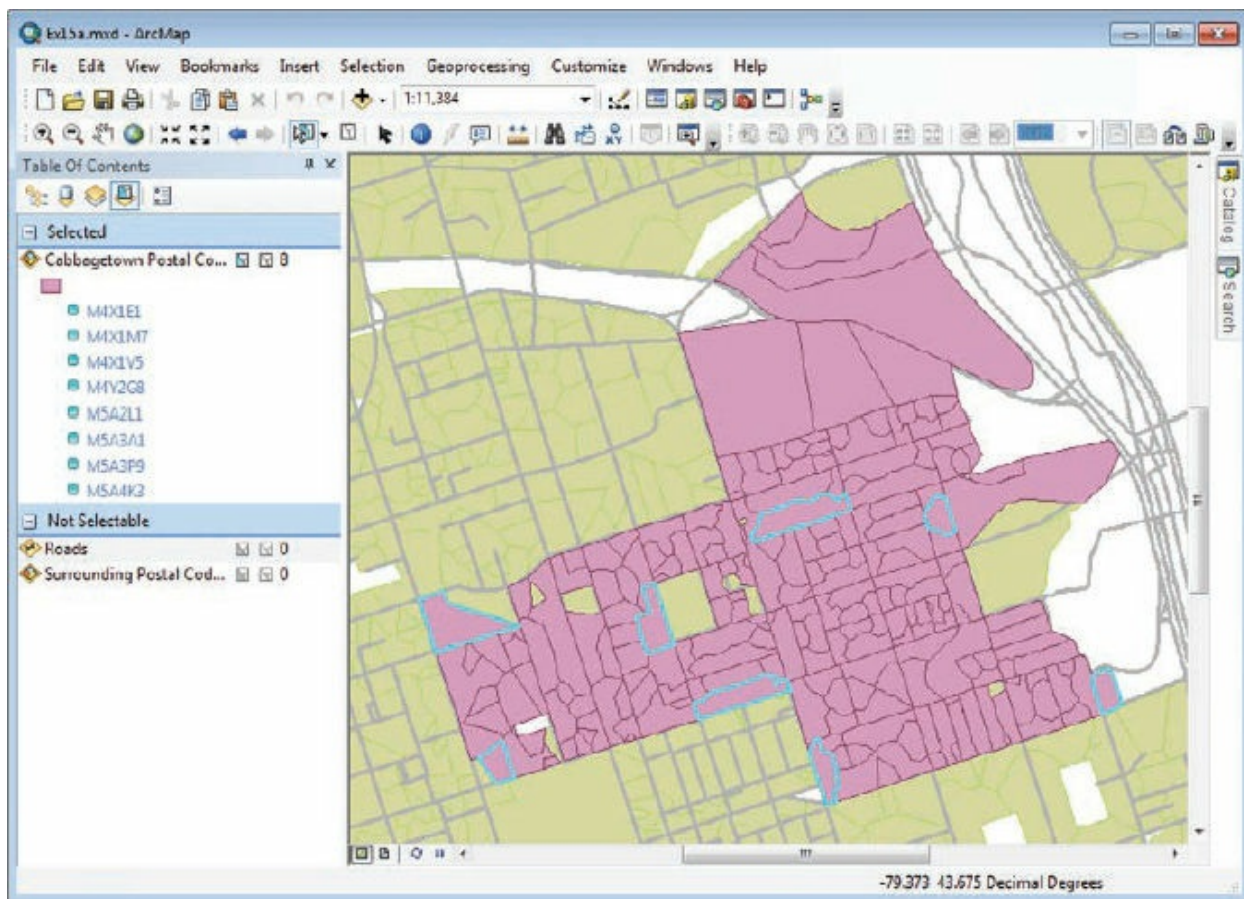 Ex15a.mxd - ArcMap
File Edit View Bookmarks Insert Selection Geoprocessing Customize Windows Help
1:11,384
Table Of Contents
Selected
Cabbagetown Postal Co... 8
M4X1E1
M4X1M7
M4X1V5
M4Y2G8
M5A2L1
M5A3A1
M5A3P9
M5A4K3
Not Selectable
Roads 0
Surrounding Postal Cod... 0
Catalog
Search
-79.373 43.675 Decimal Degrees